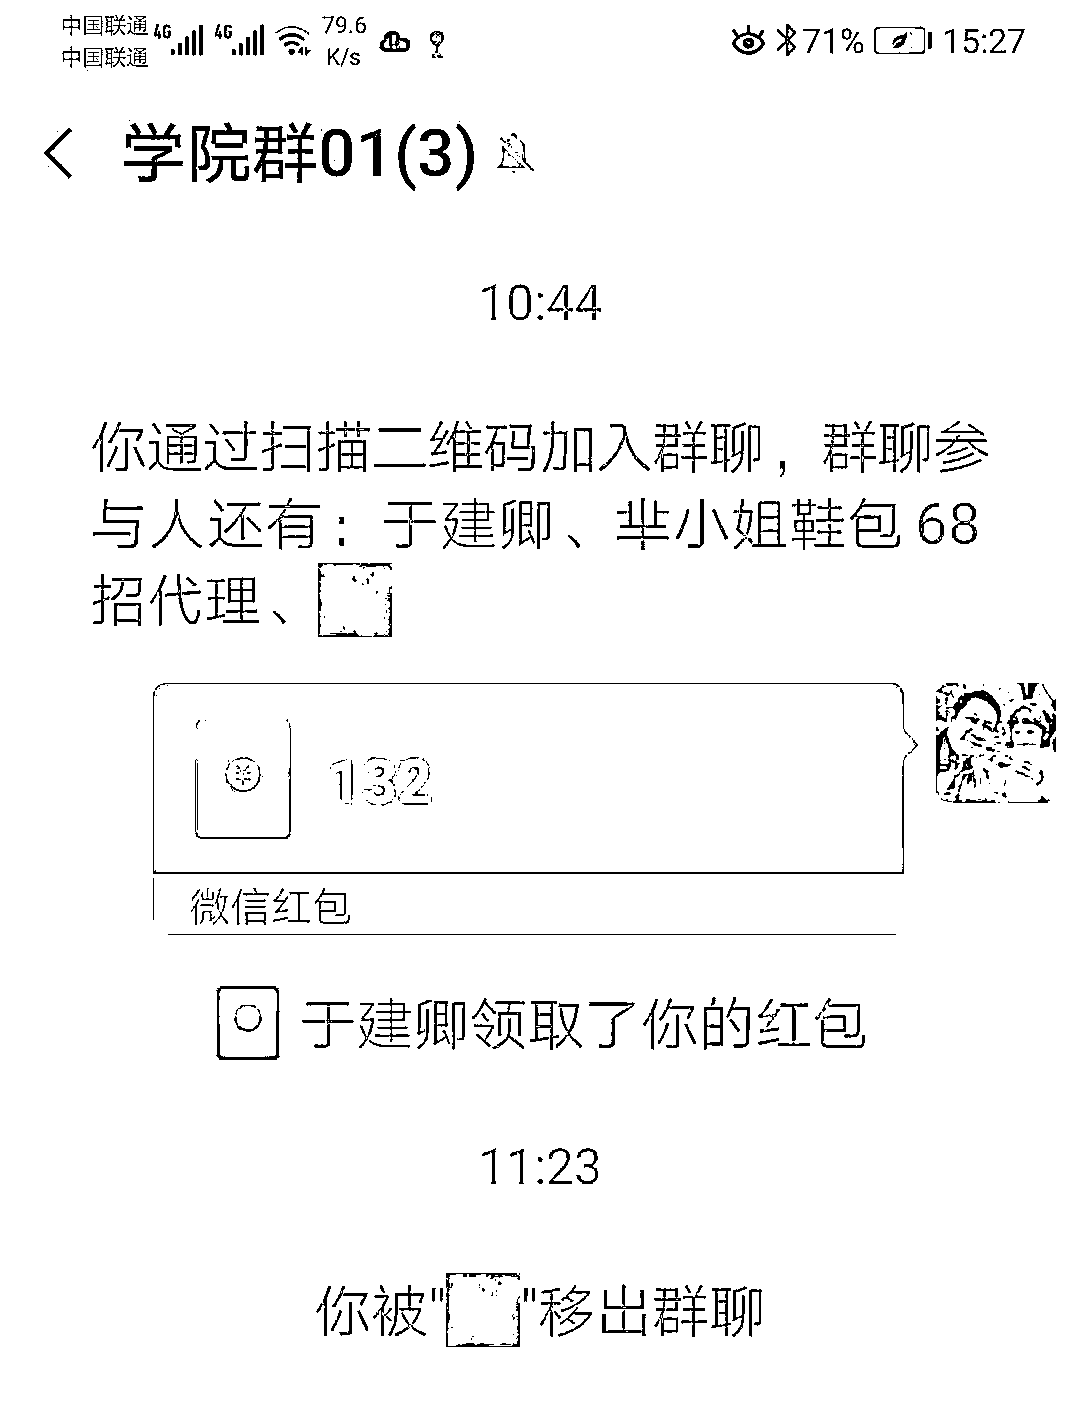 中国联通 4G 4G 79.6 K/s 71% 15:27
中国联通
学院群01(3)
10:44
你通过扫描二维码加入群聊，群聊参
与人还有：于建卿、芈小姐鞋包 68
招代理、
132
微信红包
于建卿领取了你的红包
11:23
你被""移出群聊